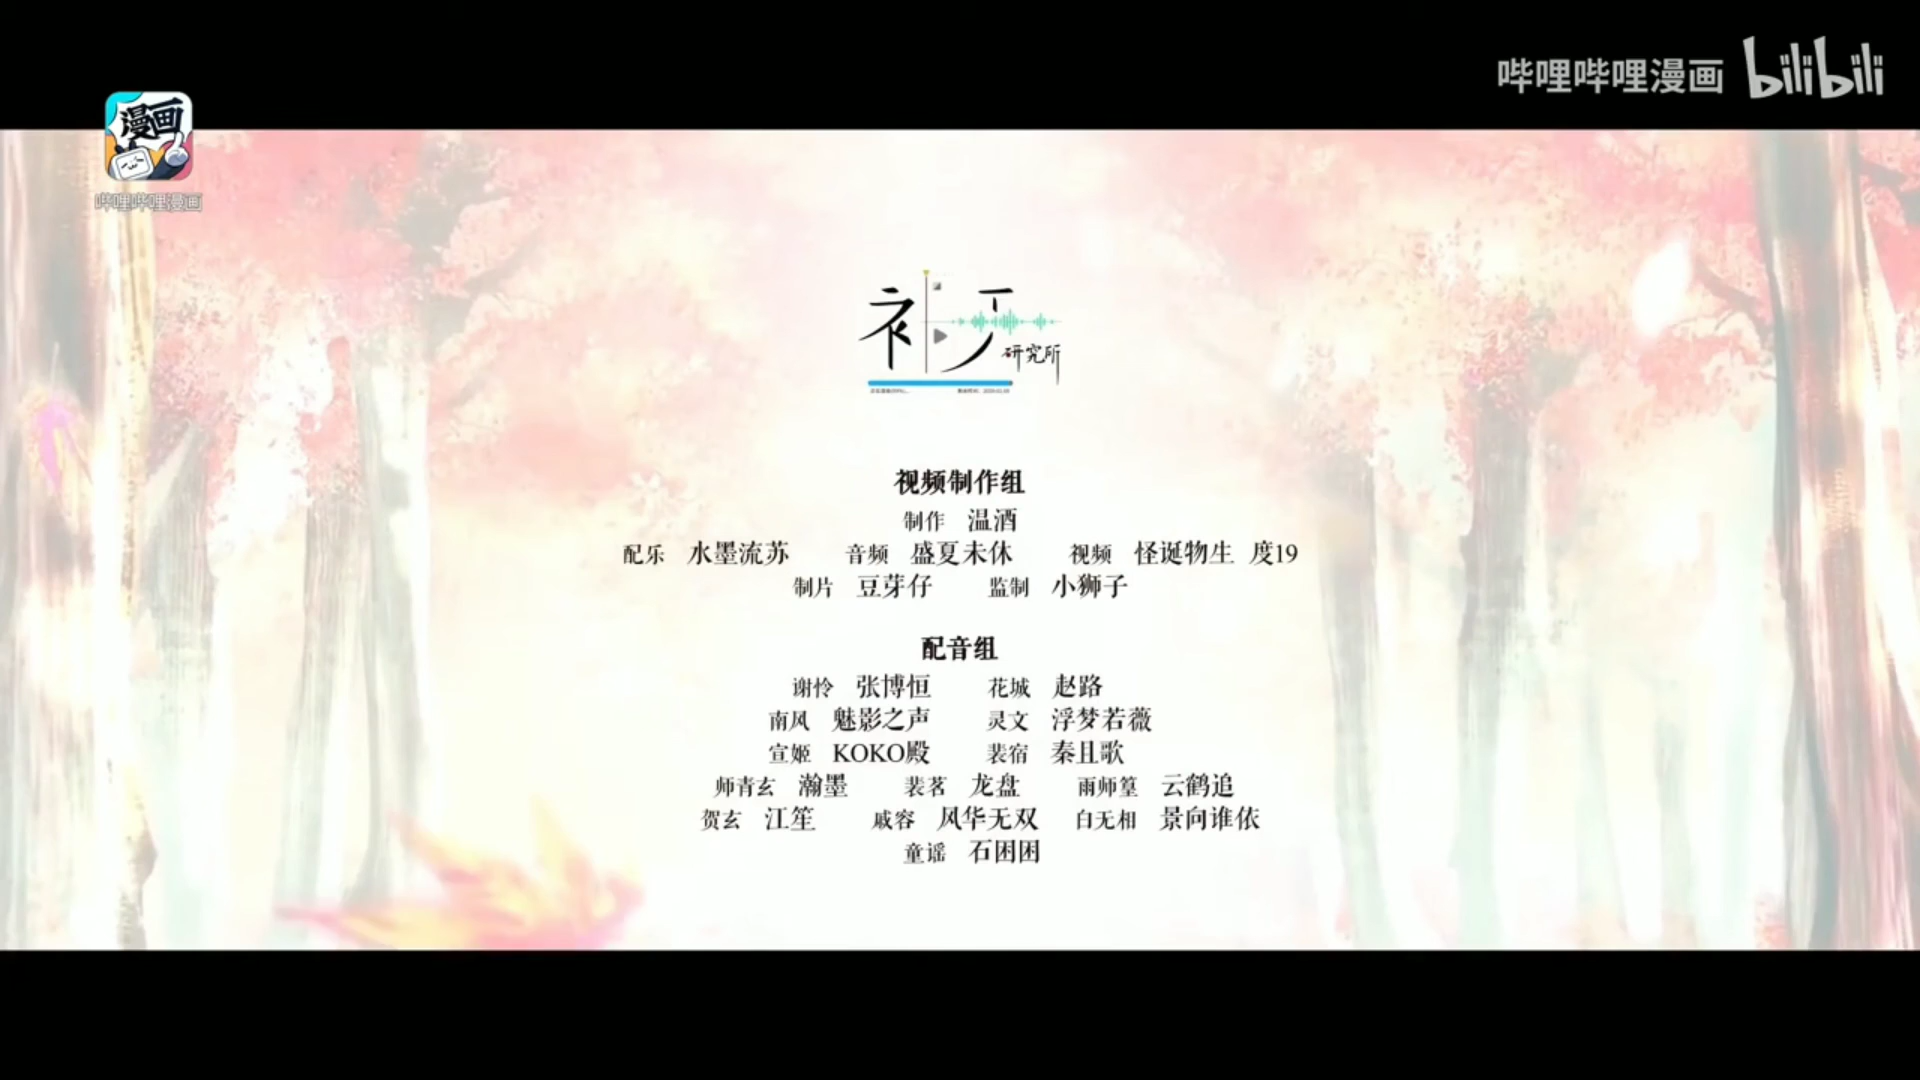 哔哩哔哩漫画 bilibili
漫画
哔哩哔哩漫画
研究所
视频制作组
制作 温酒
配乐 水墨流苏 音频 盛夏未休 视频 怪诞物生 度19
制片 豆芽仔 监制 小狮子
配音组
谢怜 张博恒 花城 赵路
南风 魅影之声 灵文 浮梦若薇
宣姬 KOKO殿 裴宿 秦且歌
师青玄 瀚墨 裴茗 龙盘 雨师篁 云鹤追
贺玄 江笙 戚容 风华无双 白无相 景向谁依
童谣 石困困